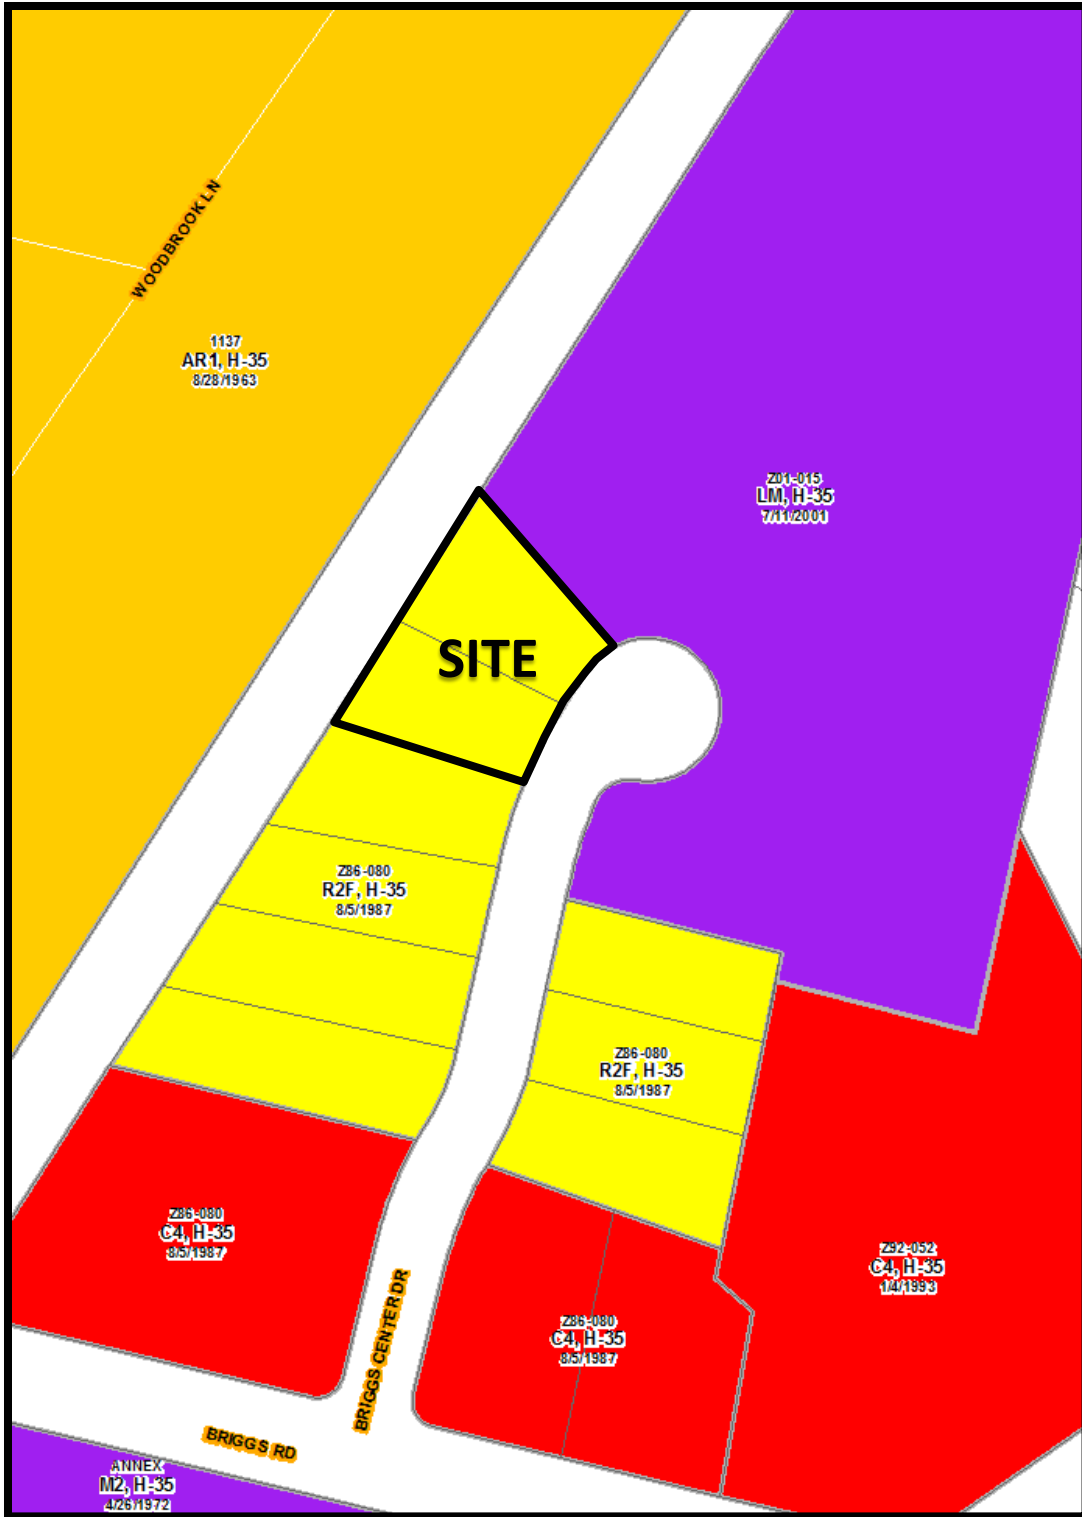 WOODBROOK LN
1137
AR1, H-35
8/28/1963
Z01-015
LM, H-35
7/11/2001
SITE
Z86-080
R2F, H-35
8/5/1987
Z86-080
R2F, H-35
8/5/1987
Z86-080
C4, H-35
8/5/1987
Z92-052
C4, H-35
1/4/1993
Z86-080
C4, H-35
8/5/1987
BRIGGS CENTER DR
BRIGGS RD
ANNEX
M2, H-35
4/26/1972